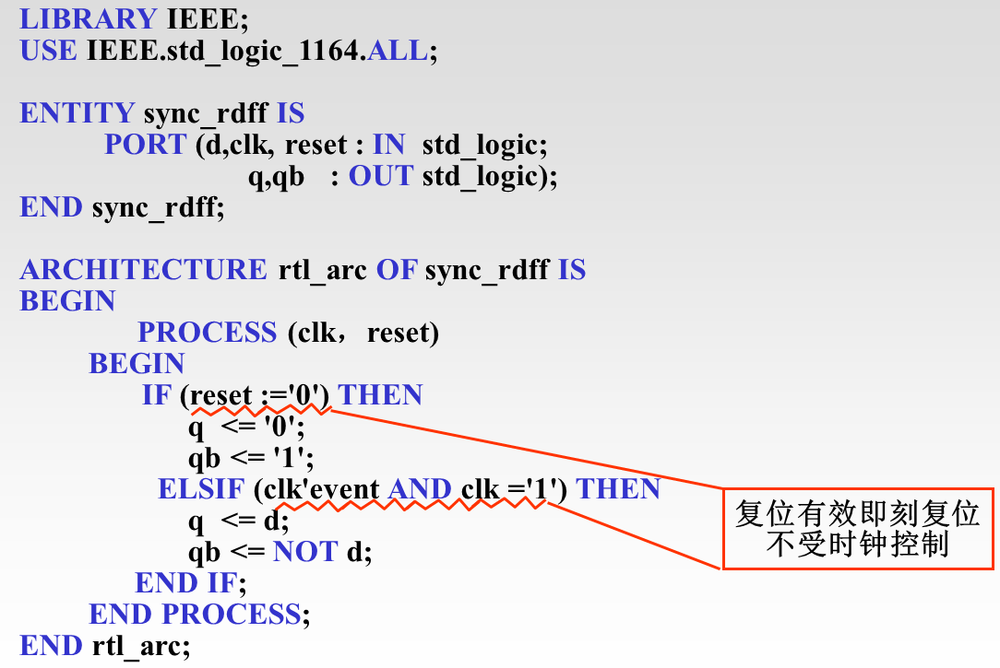 LIBRARY IEEE;
USE IEEE.std_logic_1164.ALL;
ENTITY sync_rdff IS
PORT (d,clk, reset : IN std_logic;
q,qb : OUT std_logic);
END sync_rdff;
ARCHITECTURE rtl_arc OF sync_rdff IS
BEGIN
PROCESS (clk，reset)
BEGIN
IF (reset :='0') THEN
q <= '0';
qb <= '1';
ELSIF (clk'event AND clk ='1') THEN
q <= d;
qb <= NOT d;
END IF;
END PROCESS;
END rtl_arc;
复位有效即刻复位
不受时钟控制